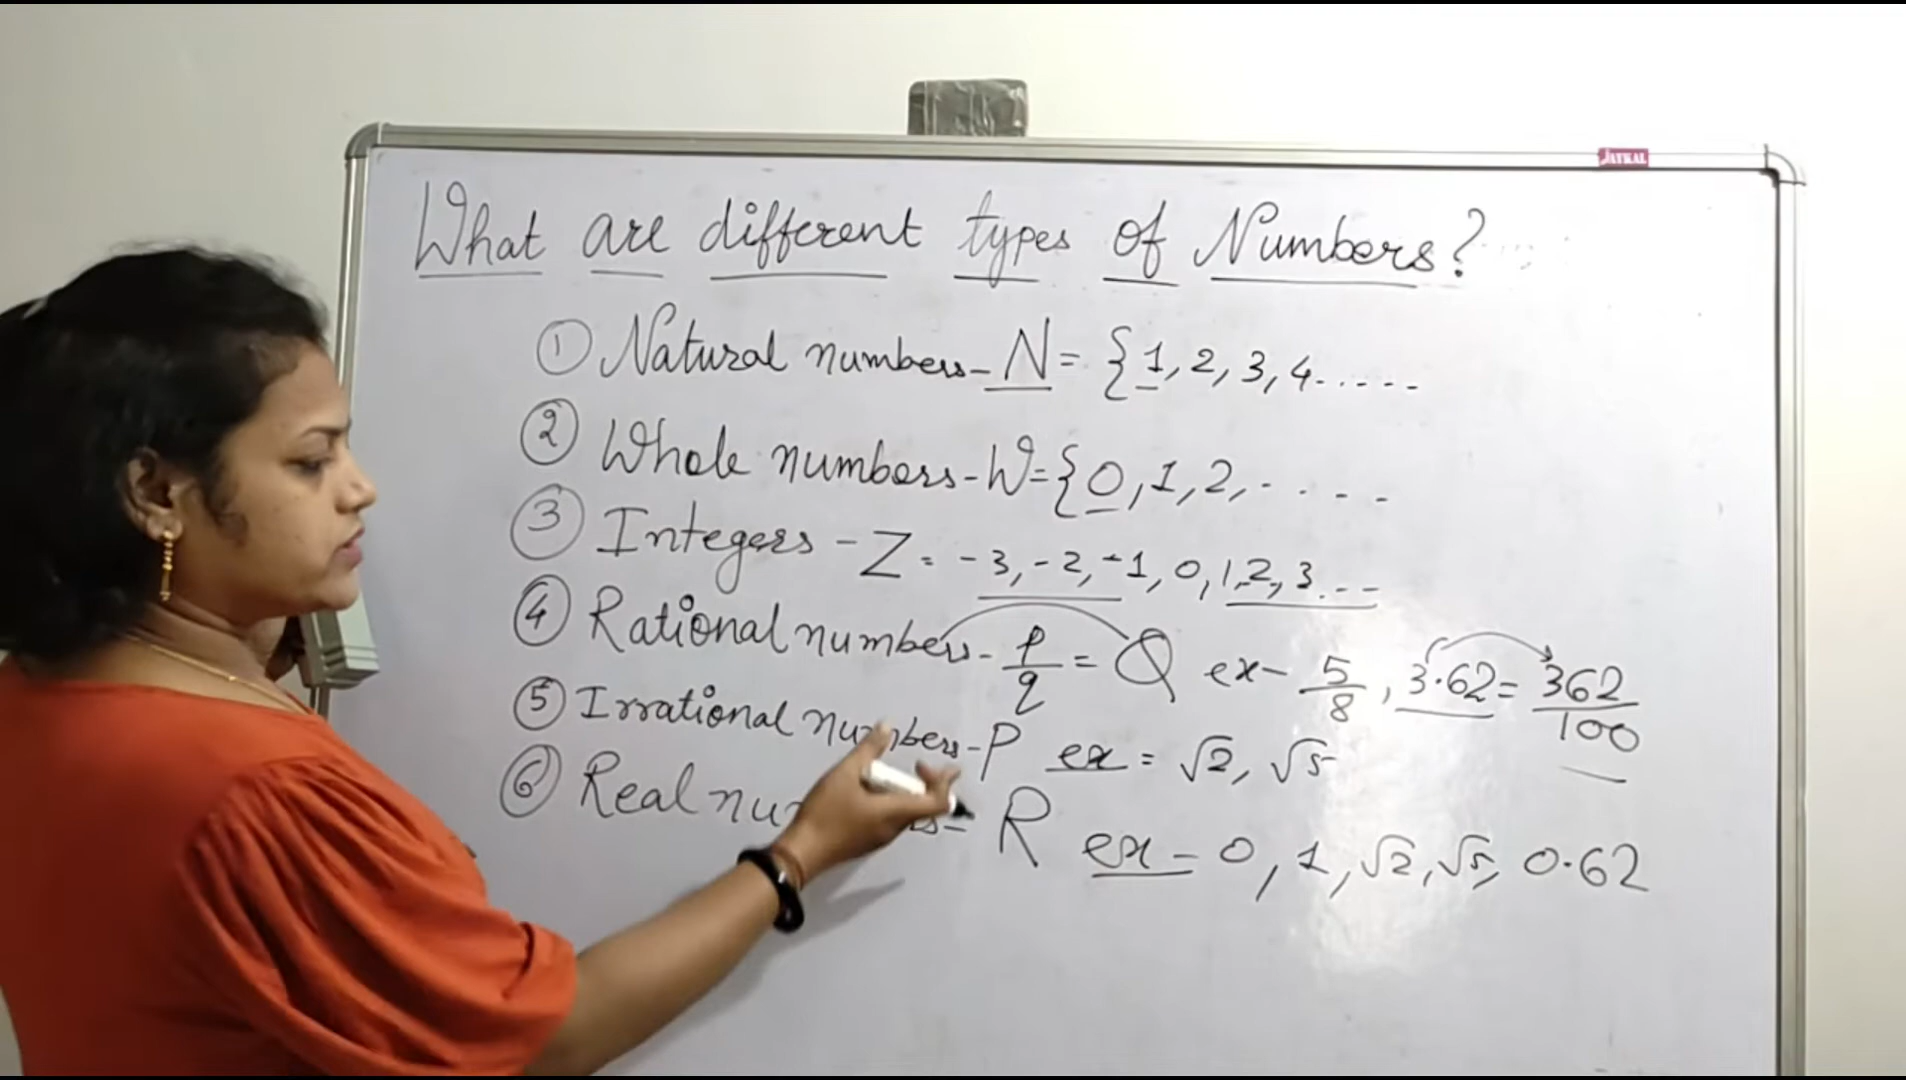 JAYKAL
What are different types of Numbers?
① Natural numbers - N = {1, 2, 3, 4.....
② Whole numbers - W = {0, 1, 2, . . . .
③ Integers - Z = -3, -2, -1, 0, 1, 2, 3...
④ Rational numbers - p/q = Q ex - 5/8, 3.62 = 362/100
⑤ Irrational numbers - P ex = √2, √5
⑥ Real - R ex - 0, 1, √2, √5, 0.62